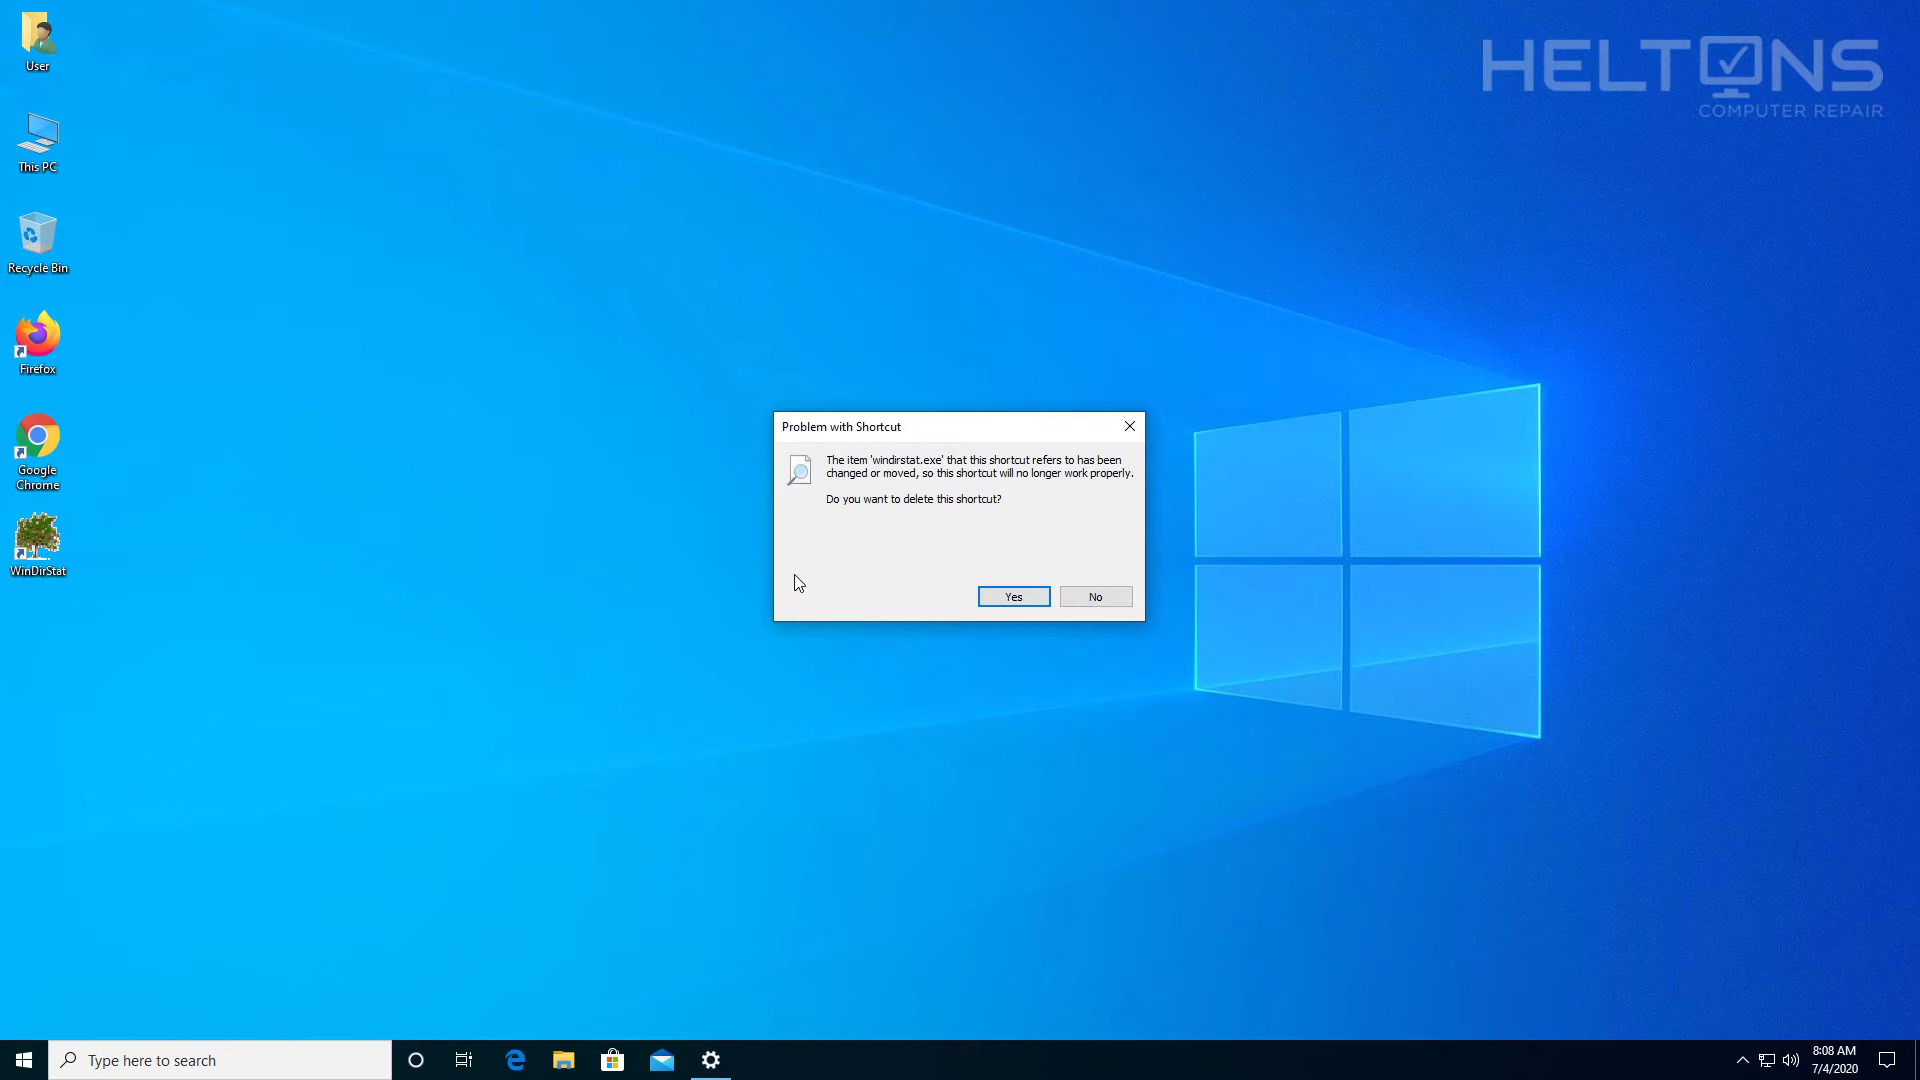 User
This PC
Recycle Bin
Firefox
Google
Chrome
WinDirStat
HELTONS
COMPUTER REPAIR
Problem with Shortcut
The item 'windirstat.exe' that this shortcut refers to has been
changed or moved, so this shortcut will no longer work properly.
Do you want to delete this shortcut?
Yes
No
Type here to search
8:08 AM
7/4/2020